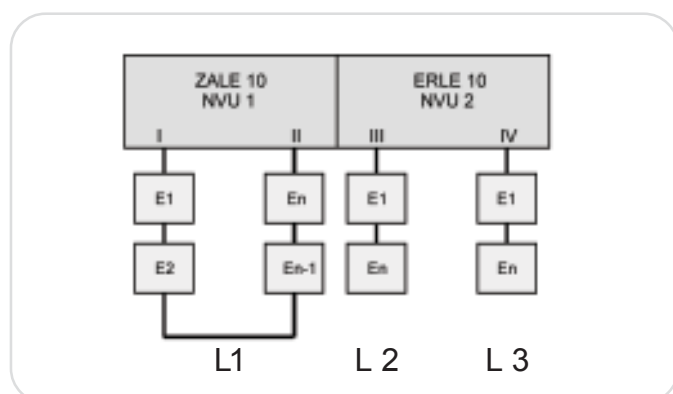 ZALE 10 ERLE 10
NVU 1 NVU 2
I II III IV
E1 En E1 E1
E2 En-1 En En
L1 L 2 L 3